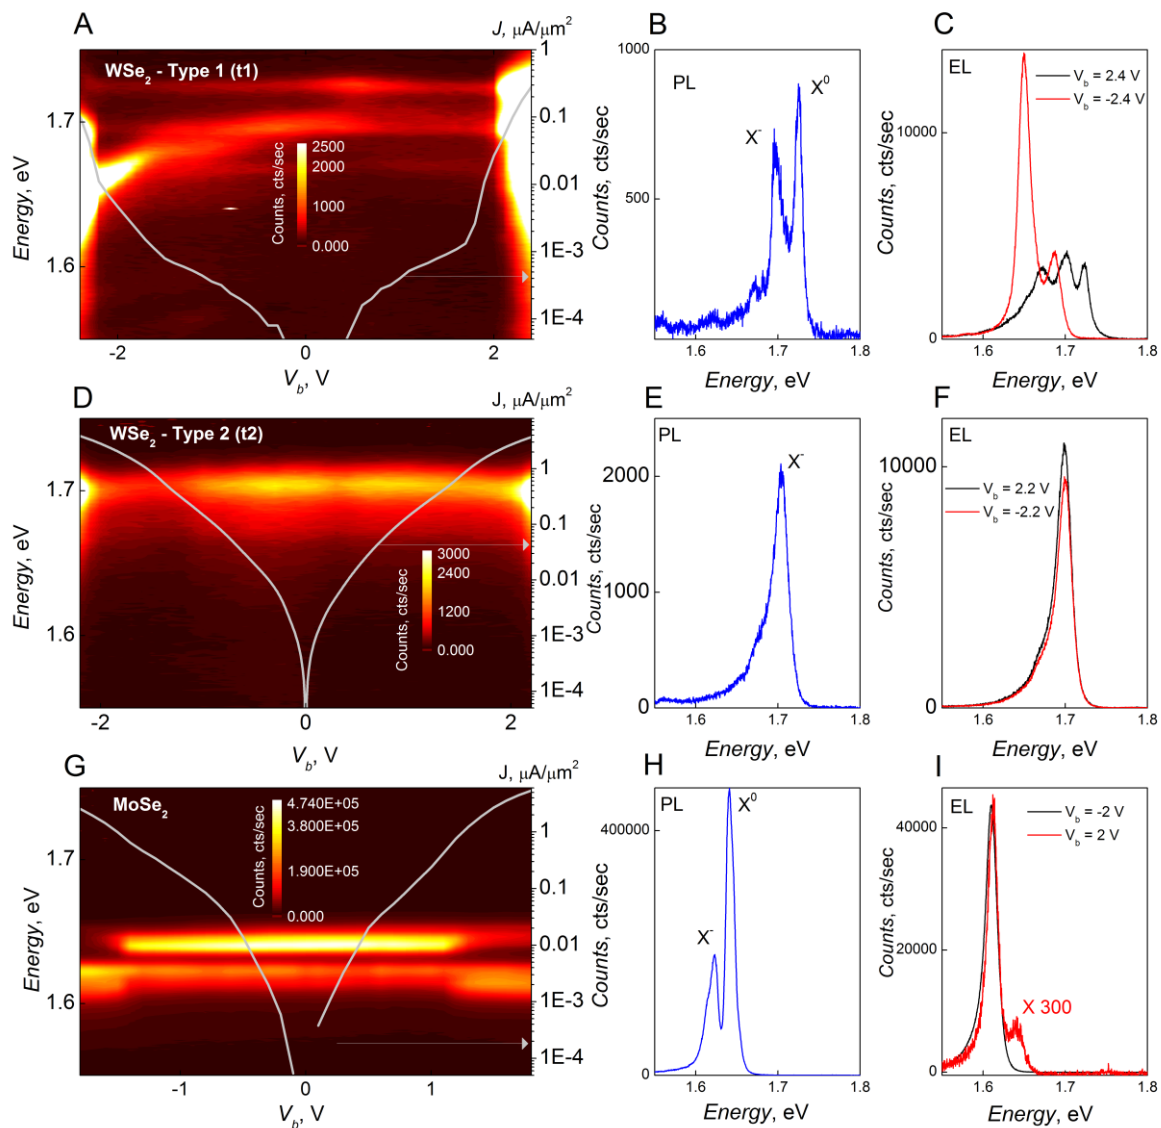 A
J, μA/μm²
WSe₂ - Type 1 (t1)
1
0.1
0.01
1E-3
1E-4
1.7
1.6
Energy, eV
Counts, cts/sec
2500
2000
1000
0.000
-2
0
2
V_b, V
B
1000
500
Counts, cts/sec
PL
X⁻
X⁰
1.6
1.7
1.8
Energy, eV
C
EL
V_b = 2.4 V
V_b = -2.4 V
10000
0
Counts, cts/sec
1.6
1.7
1.8
Energy, eV
D
J, μA/μm²
WSe₂ - Type 2 (t2)
1
0.1
0.01
1E-3
1E-4
1.7
1.6
Energy, eV
Counts, cts/sec
3000
2400
1200
0.000
-2
0
2
V_b, V
E
PL
X⁻
2000
1000
0
Counts, cts/sec
1.6
1.7
1.8
Energy, eV
F
EL
V_b = 2.2 V
V_b = -2.2 V
10000
0
Counts, cts/sec
1.6
1.7
1.8
Energy, eV
G
J, μA/μm²
MoSe₂
1
0.1
0.01
1E-3
1E-4
1.7
1.6
Energy, eV
Counts, cts/sec
4.740E+05
3.800E+05
1.900E+05
0.000
-1
0
1
V_b, V
H
PL
X⁻
X⁰
400000
0
Counts, cts/sec
1.6
1.7
1.8
Energy, eV
I
EL
V_b = -2 V
V_b = 2 V
X 300
40000
20000
0
Counts, cts/sec
1.6
1.7
1.8
Energy, eV